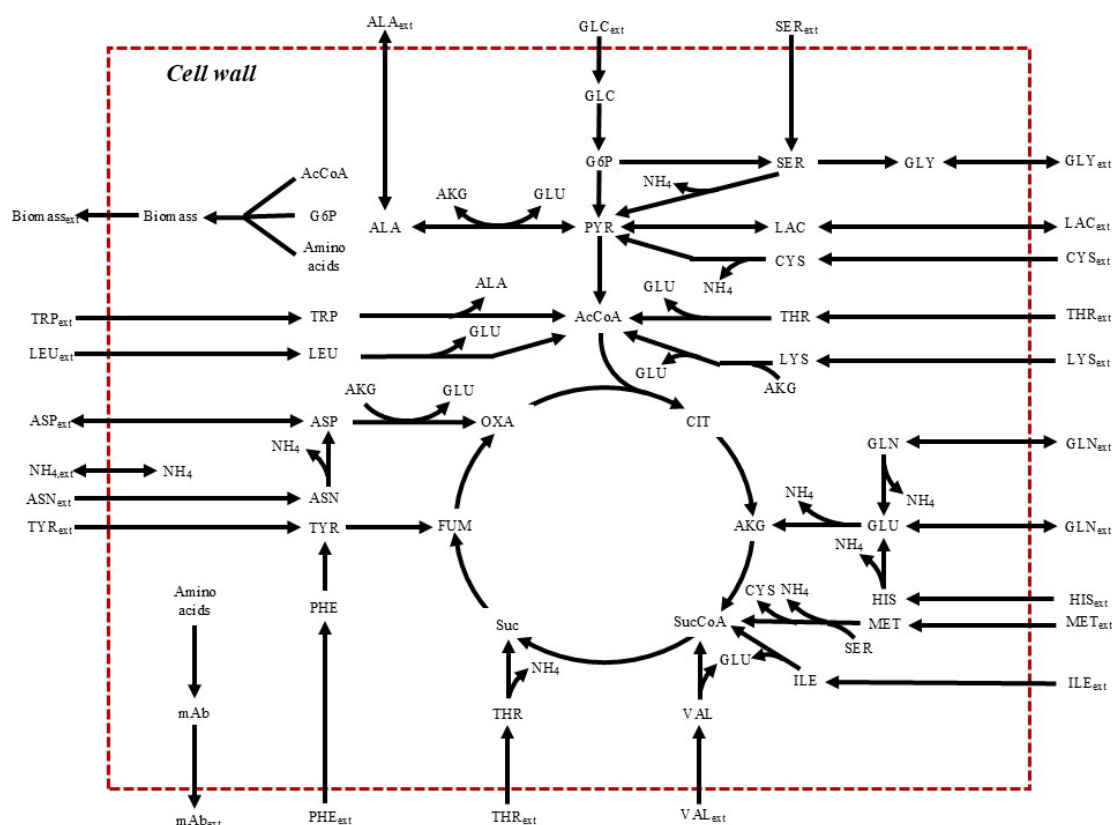 ALAext
GLCext
SERext
Cell wall
GLC
AcCoA
G6P
SER
GLY
GLYext
NH4
AKG
GLU
Biomassext
Biomass
G6P
ALA
PYR
LAC
LACext
Amino
acids
CYS
CYSext
NH4
ALA
GLU
TRPext
TRP
AcCoA
THR
THRext
GLU
LEUext
LEU
GLU
LYS
LYSext
AKG
AKG
GLU
ASPext
ASP
OXA
CIT
GLN
GLNext
NH4
NH4,ext
NH4
NH4
NH4
ASNext
ASN
TYRext
TYR
FUM
AKG
GLU
GLNext
NH4
Amino
acids
PHE
CYS
NH4
HIS
HISext
Suc
SucCoA
MET
METext
SER
NH4
GLU
ILE
ILEext
mAb
THR
VAL
mAbext
PHEext
THRext
VALext